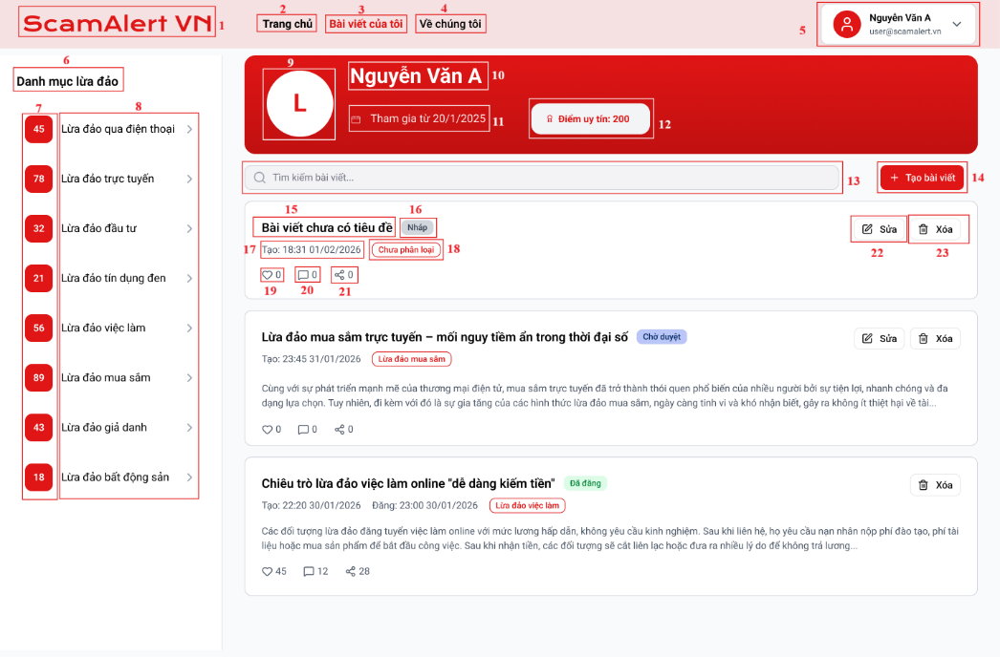 ScamAlert VN 1
2
Trang chủ
3
Bài viết của tôi
4
Về chúng tôi
5
Nguyễn Văn A
user@scamalert.vn
6
Danh mục lừa đảo
7
8
45 Lừa đảo qua điện thoại
78 Lừa đảo trực tuyến
32 Lừa đảo đầu tư
21 Lừa đảo tín dụng đen
56 Lừa đảo việc làm
89 Lừa đảo mua sắm
43 Lừa đảo giả danh
18 Lừa đảo bất động sản
9
L
Nguyễn Văn A 10
Tham gia từ 20/1/2025 11
Điểm uy tín: 200 12
Tìm kiếm bài viết... 13
+ Tạo bài viết 14
15
16
Bài viết chưa có tiêu đề Nháp
17 Tạo: 18:31 01/02/2026 Chưa phân loại 18
0 0 0
19 20 21
Sửa Xóa
22 23
Lừa đảo mua sắm trực tuyến – mối nguy tiềm ẩn trong thời đại số Chờ duyệt
Sửa Xóa
Tạo: 23:45 31/01/2026 Lừa đảo mua sắm
Cùng với sự phát triển mạnh mẽ của thương mại điện tử, mua sắm trực tuyến đã trở thành thói quen phổ biến của nhiều người bởi sự tiện lợi, nhanh chóng và đa
dạng lựa chọn. Tuy nhiên, đi kèm với đó là sự gia tăng của các hình thức lừa đảo mua sắm, ngày càng tinh vi và khó nhận biết, gây ra không ít thiệt hại về tài...
0 0 0
Chiêu trò lừa đảo việc làm online "dễ dàng kiếm tiền" Đã đăng
Xóa
Tạo: 22:20 30/01/2026 Đăng: 23:00 30/01/2026 Lừa đảo việc làm
Các đối tượng lừa đảo đăng tuyển việc làm online với mức lương hấp dẫn, không yêu cầu kinh nghiệm. Sau khi liên hệ, họ yêu cầu nạn nhân nộp phí đào tạo, phí tài
liệu hoặc mua sản phẩm để bắt đầu công việc. Sau khi nhận tiền, các đối tượng sẽ cắt liên lạc hoặc đưa ra nhiều lý do để không trả lương...
45 12 28